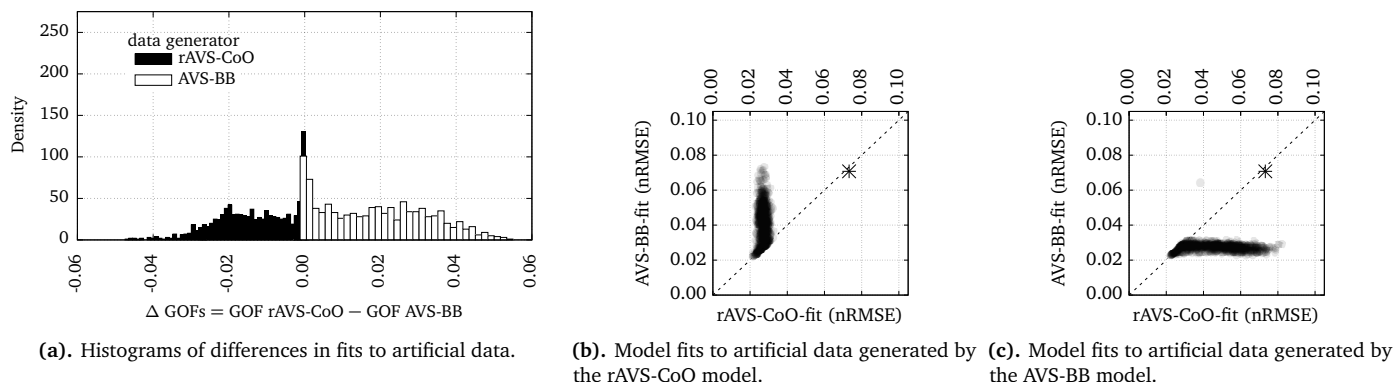 250
200
150
100
50
0
Density
data generator
rAVS-CoO
AVS-BB
-0.06
-0.04
-0.02
0.00
0.02
0.04
0.06
Δ GOFs = GOF rAVS-CoO − GOF AVS-BB
(a). Histograms of differences in fits to artificial data.
0.00
0.02
0.04
0.06
0.08
0.10
0.10
0.08
0.06
0.04
0.02
0.00
AVS-BB-fit (nRMSE)
rAVS-CoO-fit (nRMSE)
(b). Model fits to artificial data generated by
the rAVS-CoO model.
0.00
0.02
0.04
0.06
0.08
0.10
0.10
0.08
0.06
0.04
0.02
0.00
AVS-BB-fit (nRMSE)
rAVS-CoO-fit (nRMSE)
(c). Model fits to artificial data generated by
the AVS-BB model.